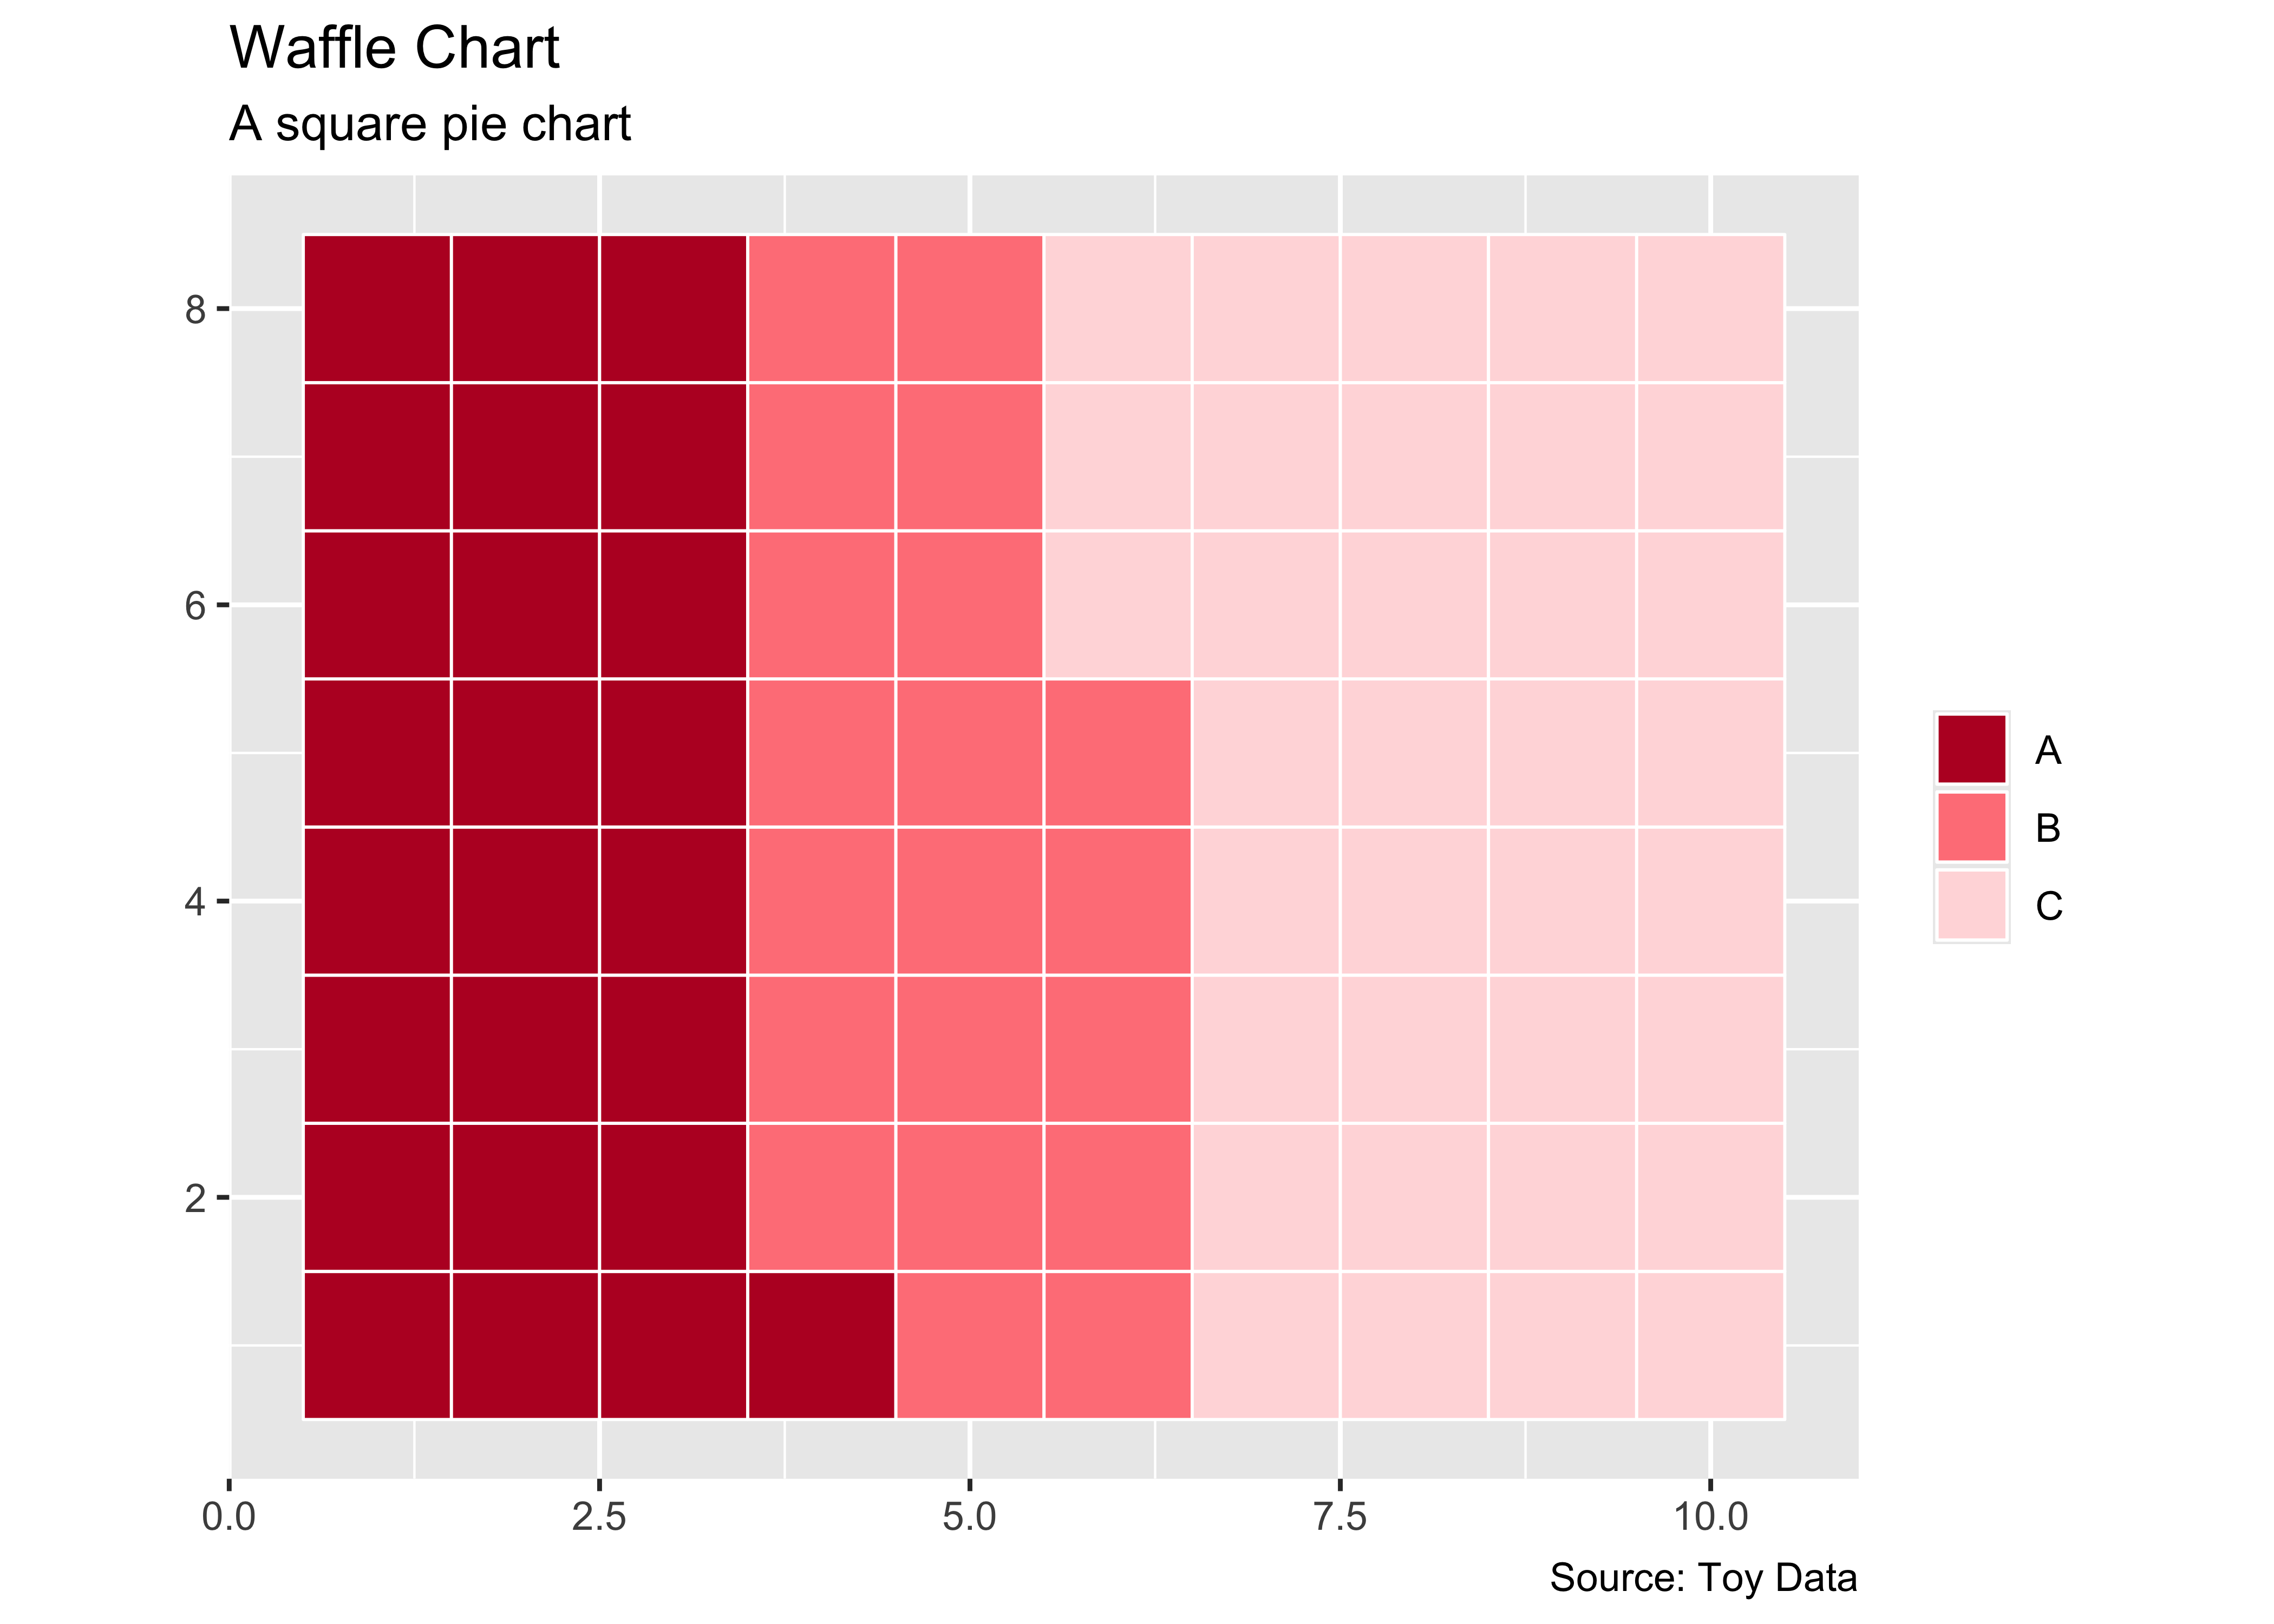 Waffle Chart
A square pie chart
8
6
4
2
0.0 2.5 5.0 7.5 10.0
A
B
C
Source: Toy Data